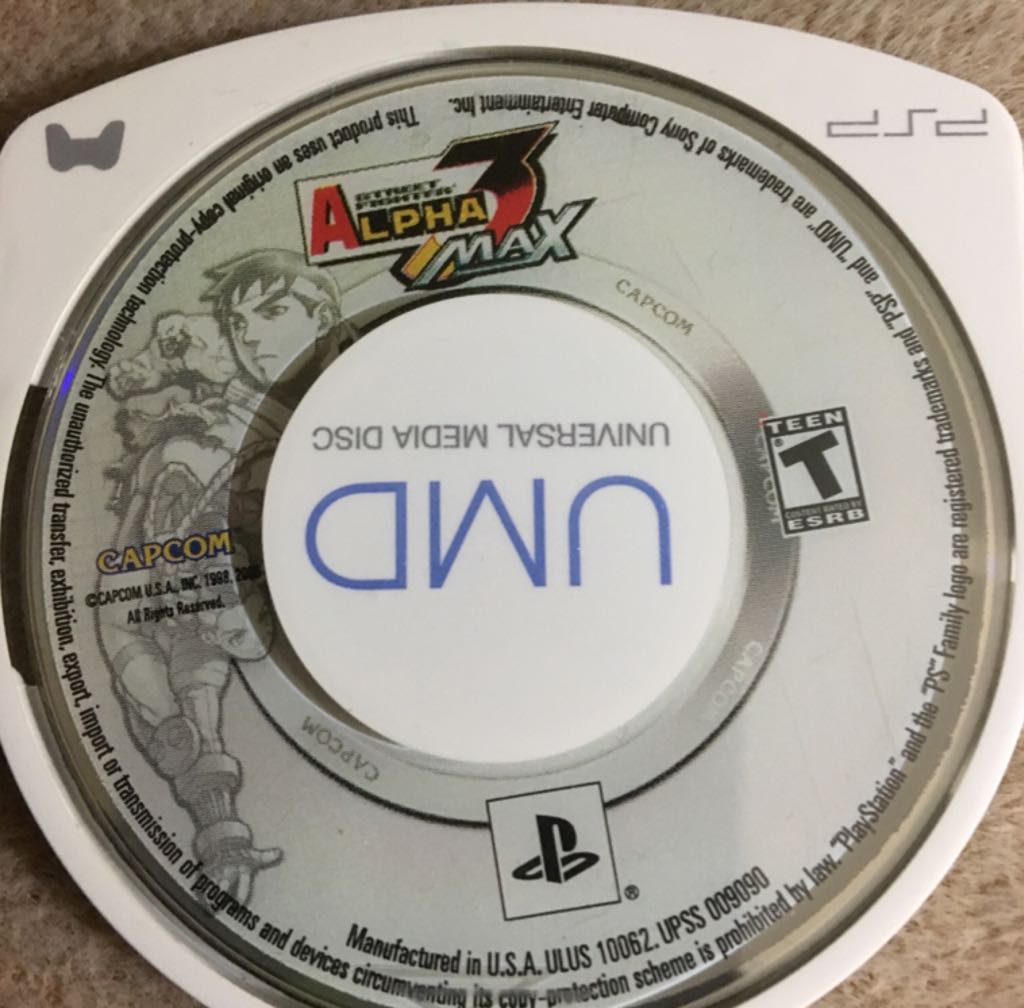 PSP
STREET
FIGHTER
ALPHA 3
MAX
CAPCOM
UNIVERSAL MEDIA DISC
UMD
TEEN
T
CONTENT RATED BY
ESRB
CAPCOM
©CAPCOM U.S.A., INC. 1998,
All Rights Reserved.
CAPCOM
CAPCOM
®
Manufactured in U.S.A. ULUS 10062. UPSS 009090
This product uses an original copy-protection technology. The unauthorized transfer, exhibition, export, import or transmission of programs and devices circumventing its copy-protection scheme is prohibited by law. "PlayStation" and the "PS" Family logo are registered trademarks and "PSP" and "UMD" are trademarks of Sony Computer Entertainment Inc.